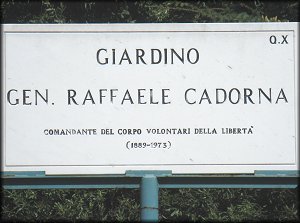 Q.X
GIARDINO
GEN. RAFFAELE CADORNA
COMANDANTE DEL CORPO VOLONTARI DELLA LIBERTA'
(1889-1973)